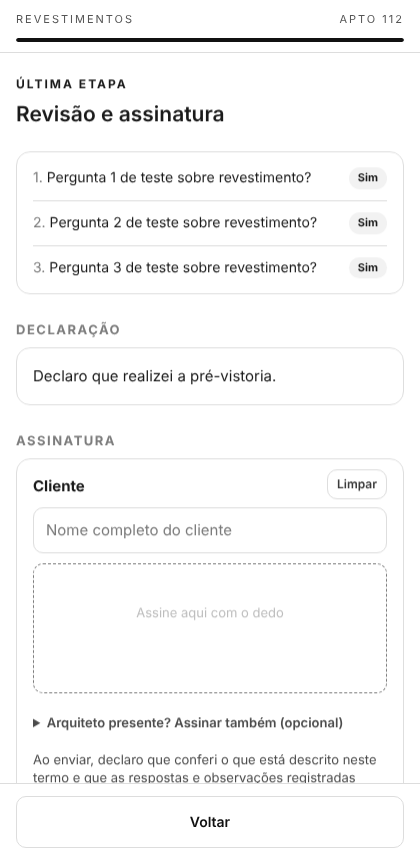 REVESTIMENTOS APTO 112
ÚLTIMA ETAPA
Revisão e assinatura
1. Pergunta 1 de teste sobre revestimento? Sim
2. Pergunta 2 de teste sobre revestimento? Sim
3. Pergunta 3 de teste sobre revestimento? Sim
DECLARAÇÃO
Declaro que realizei a pré-vistoria.
ASSINATURA
Cliente Limpar
Nome completo do cliente
Assine aqui com o dedo
Arquiteto presente? Assinar também (opcional)
Ao enviar, declaro que conferi o que está descrito neste
termo e que as respostas e observações registradas
Voltar